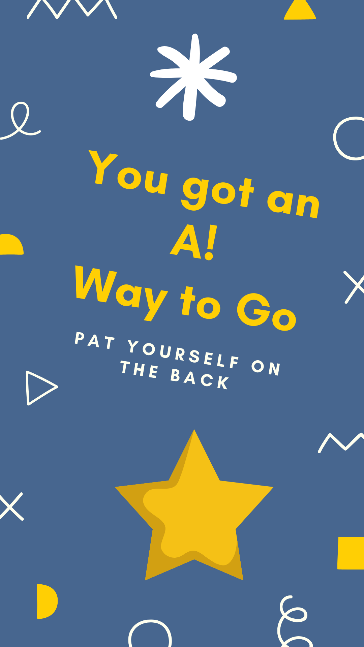 You got an
A!
Way to Go
PAT YOURSELF ON
THE BACK